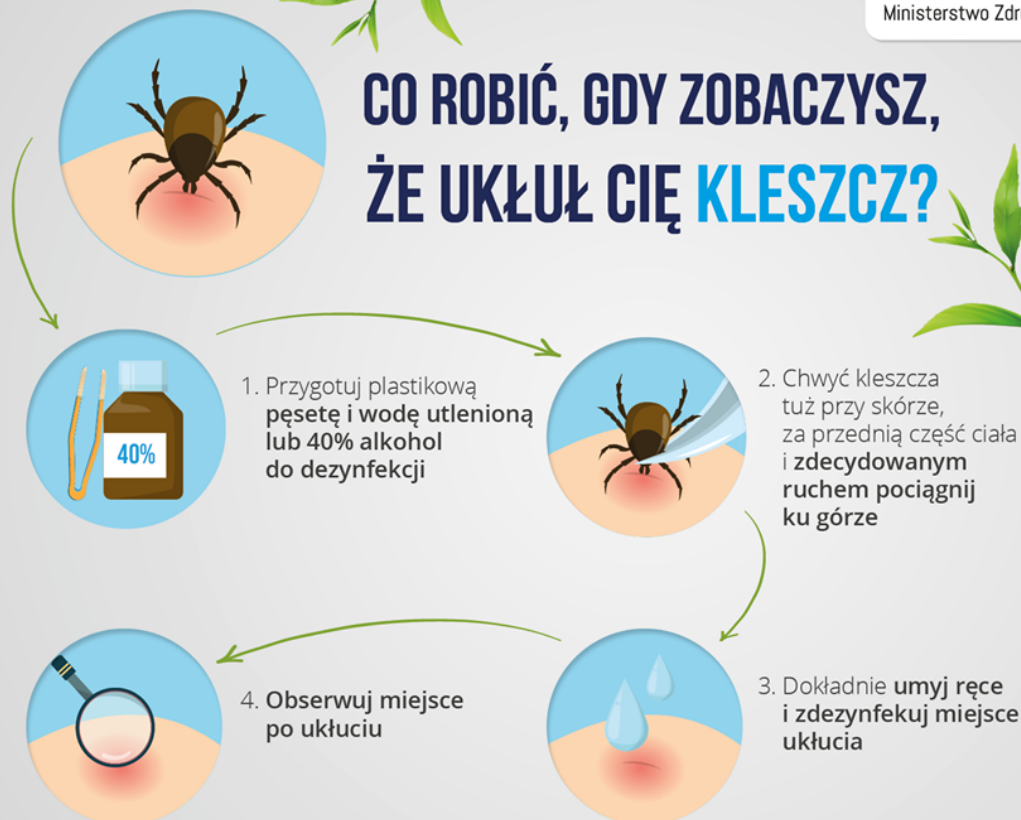 Ministerstwo
CO ROBIĆ, GDY ZOBACZYSZ,
ŻE UKŁUŁ CIĘ KLESZCZ?
40%
1. Przygotuj plastikową
pęsetę i wodę utlenioną
lub 40% alkohol
do dezynfekcji
2. Chwyć kleszcza
tuż przy skórze,
za przednią część ciała
i zdecydowanym
ruchem pociągnij
ku górze
3. Dokładnie umyj ręce
i zdezynfekuj miejsce
ukłucia
4. Obserwuj miejsce
po ukłuciu